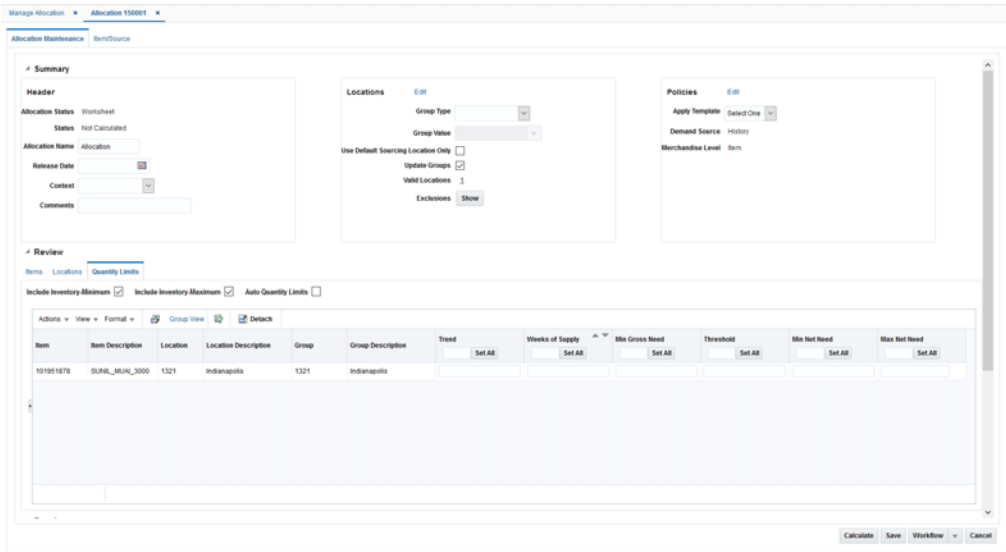 Manage Allocation × Allocation 150001 ×
Allocation Maintenance Item/Source
Summary
Header
Allocation Status Worksheet
Status Not Calculated
Allocation Name Allocation
Release Date
Context
Comments
Locations Edit
Group Type
Group Value
Use Default Sourcing Location Only
Update Groups
Valid Locations 1
Exclusions Show
Policies Edit
Apply Template Select One
Demand Source History
Merchandise Level Item
Review
Items Locations Quantity Limits
Include Inventory-Minimum Include Inventory-Maximum Auto Quantity Limits
Actions View Format Group View Detach
Item Item Description Location Location Description Group Group Description Trend Set All Weeks of Supply Set All Min Gross Need Set All Threshold Set All Min Net Need Set All Max Net Need Set All
101951878 SUNIL_MUAI_3000 1321 Indianapolis 1321 Indianapolis
Calculate Save Workflow Cancel